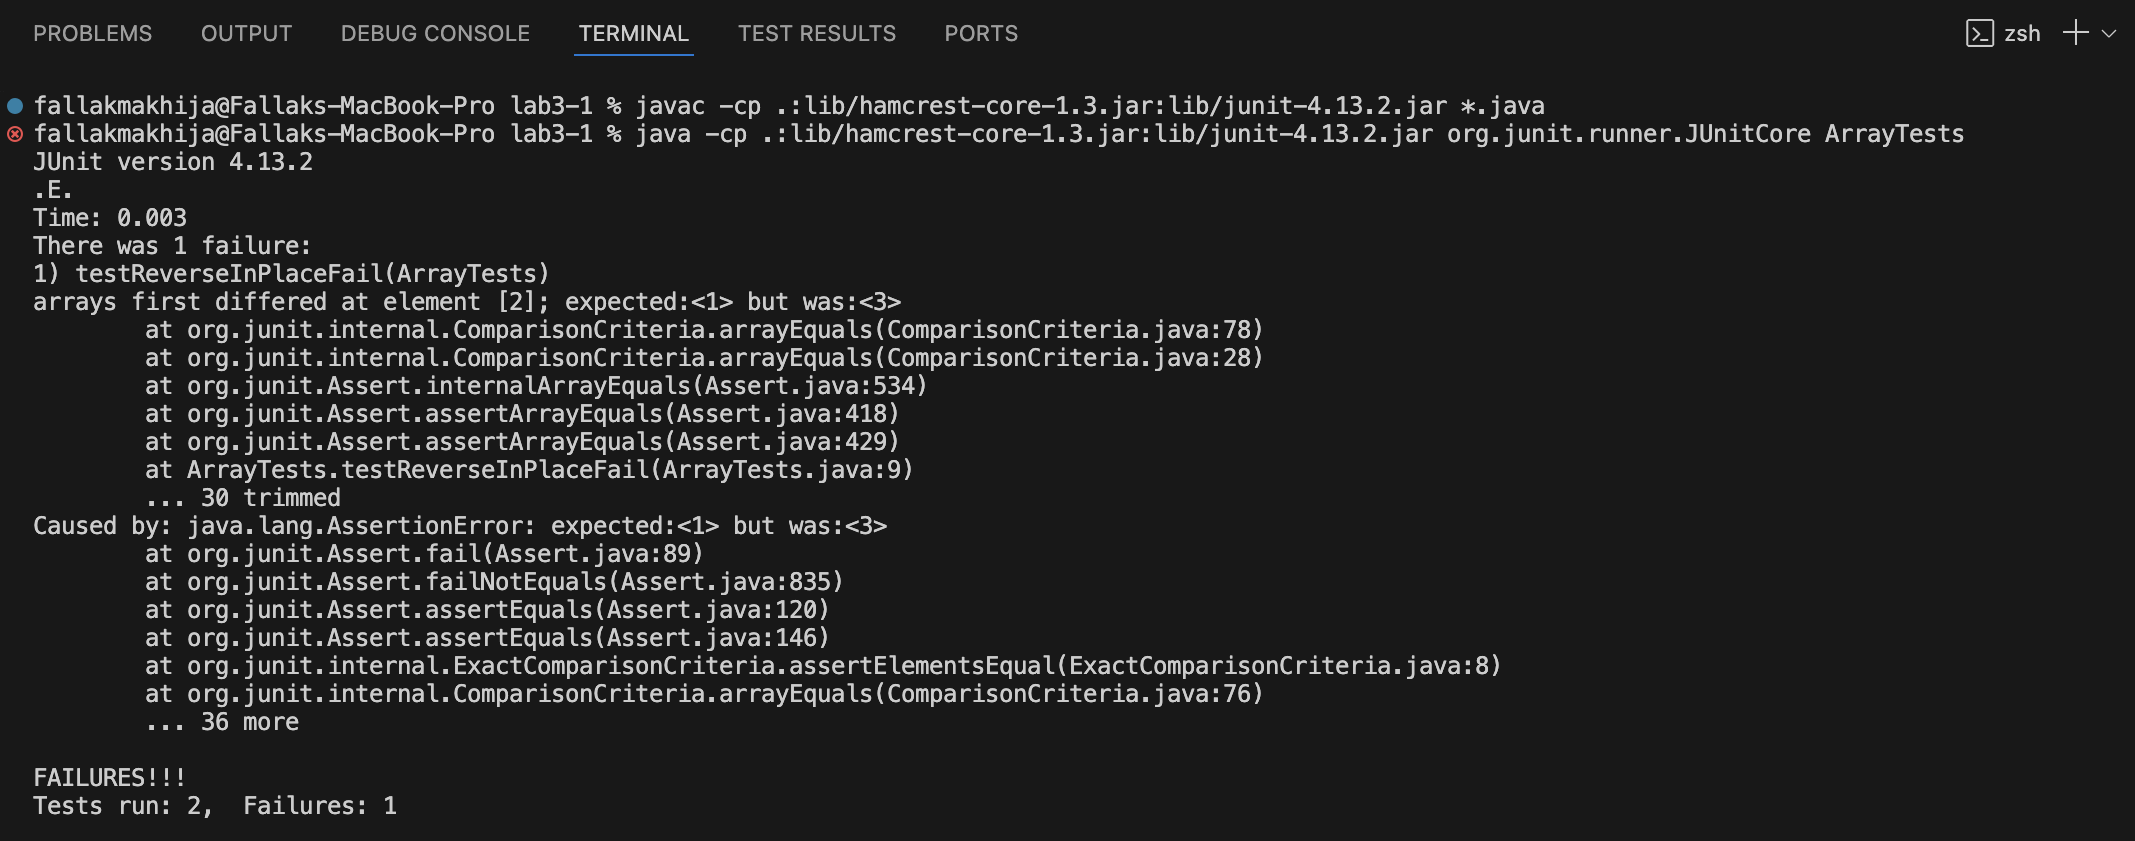 PROBLEMS OUTPUT DEBUG CONSOLE TERMINAL TEST RESULTS PORTS zsh
fallakmakhija@Fallaks-MacBook-Pro lab3-1 % javac -cp .:lib/hamcrest-core-1.3.jar:lib/junit-4.13.2.jar *.java
fallakmakhija@Fallaks-MacBook-Pro lab3-1 % java -cp .:lib/hamcrest-core-1.3.jar:lib/junit-4.13.2.jar org.junit.runner.JUnitCore ArrayTests
JUnit version 4.13.2
.E.
Time: 0.003
There was 1 failure:
1) testReverseInPlaceFail(ArrayTests)
arrays first differed at element [2]; expected:<1> but was:<3>
        at org.junit.internal.ComparisonCriteria.arrayEquals(ComparisonCriteria.java:78)
        at org.junit.internal.ComparisonCriteria.arrayEquals(ComparisonCriteria.java:28)
        at org.junit.Assert.internalArrayEquals(Assert.java:534)
        at org.junit.Assert.assertArrayEquals(Assert.java:418)
        at org.junit.Assert.assertArrayEquals(Assert.java:429)
        at ArrayTests.testReverseInPlaceFail(ArrayTests.java:9)
        ... 30 trimmed
Caused by: java.lang.AssertionError: expected:<1> but was:<3>
        at org.junit.Assert.fail(Assert.java:89)
        at org.junit.Assert.failNotEquals(Assert.java:835)
        at org.junit.Assert.assertEquals(Assert.java:120)
        at org.junit.Assert.assertEquals(Assert.java:146)
        at org.junit.internal.ExactComparisonCriteria.assertElementsEqual(ExactComparisonCriteria.java:8)
        at org.junit.internal.ComparisonCriteria.arrayEquals(ComparisonCriteria.java:76)
        ... 36 more
FAILURES!!!
Tests run: 2,  Failures: 1